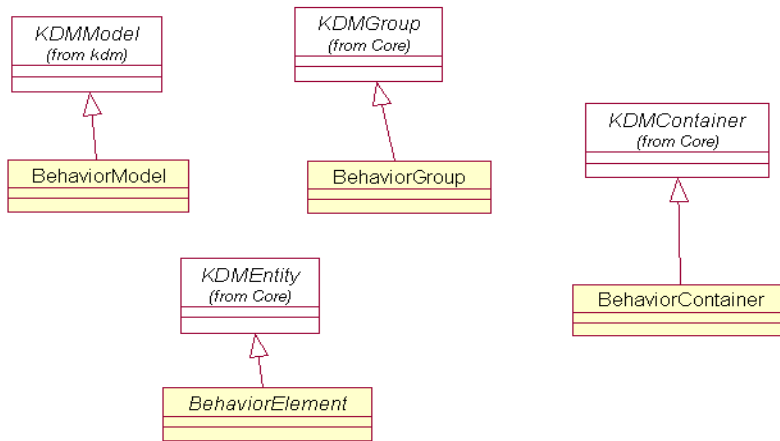 KDMModel
(from kdm)
KDMGroup
(from Core)
KDMContainer
(from Core)
BehaviorModel
BehaviorGroup
KDMEntity
(from Core)
BehaviorContainer
BehaviorElement